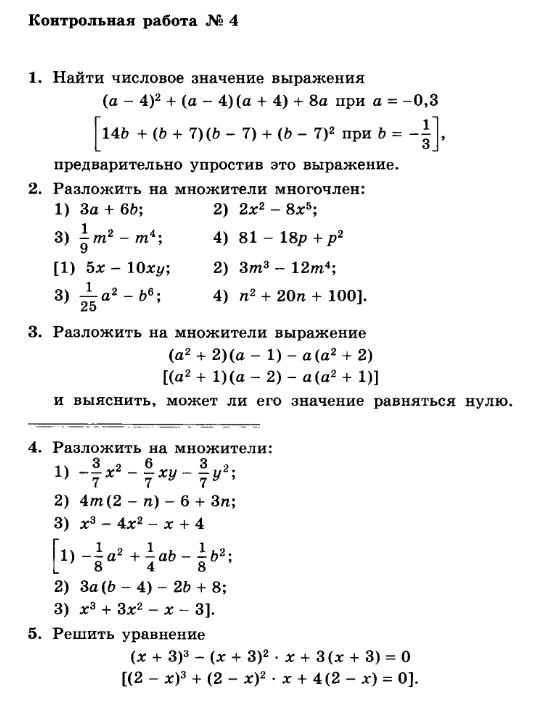 Контрольная работа № 4
1. Найти числовое значение выражения
(a − 4)² + (a − 4)(a + 4) + 8a при a = −0,3
[14b + (b + 7)(b − 7) + (b − 7)² при b = −1/3],
предварительно упростив это выражение.
2. Разложить на множители многочлен:
1) 3a + 6b; 2) 2x² − 8x⁵;
3) 1/9 m² − m⁴; 4) 81 − 18p + p²
[1) 5x − 10xy; 2) 3m³ − 12m⁴;
3) 1/25 a² − b⁶; 4) n² + 20n + 100].
3. Разложить на множители выражение
(a² + 2)(a − 1) − a(a² + 2)
[(a² + 1)(a − 2) − a(a² + 1)]
и выяснить, может ли его значение равняться нулю.
4. Разложить на множители:
1) −3/7 x² − 6/7 xy − 3/7 y²;
2) 4m(2 − n) − 6 + 3n;
3) x³ − 4x² − x + 4
[1) −1/8 a² + 1/4 ab − 1/8 b²;
2) 3a(b − 4) − 2b + 8;
3) x³ + 3x² − x − 3].
5. Решить уравнение
(x + 3)³ − (x + 3)² · x + 3(x + 3) = 0
[(2 − x)³ + (2 − x)² · x + 4(2 − x) = 0].